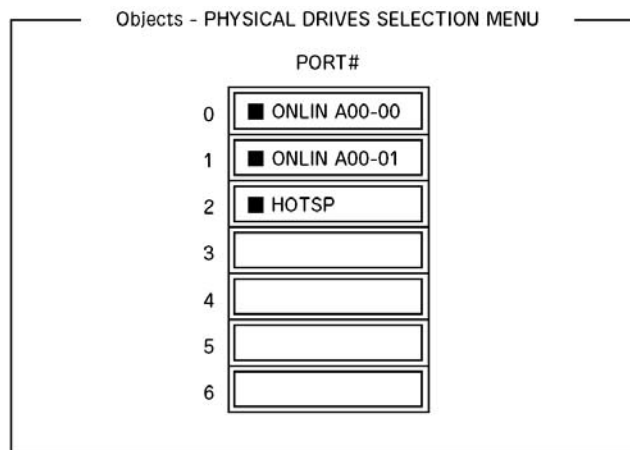 Objects - PHYSICAL DRIVES SELECTION MENU
PORT#
0 ■ ONLIN A00-00
1 ■ ONLIN A00-01
2 ■ HOTSP
3
4
5
6